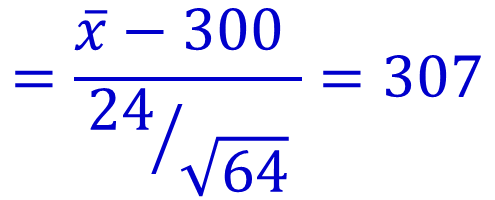 = x̄ − 300 / 24/√64 = 307